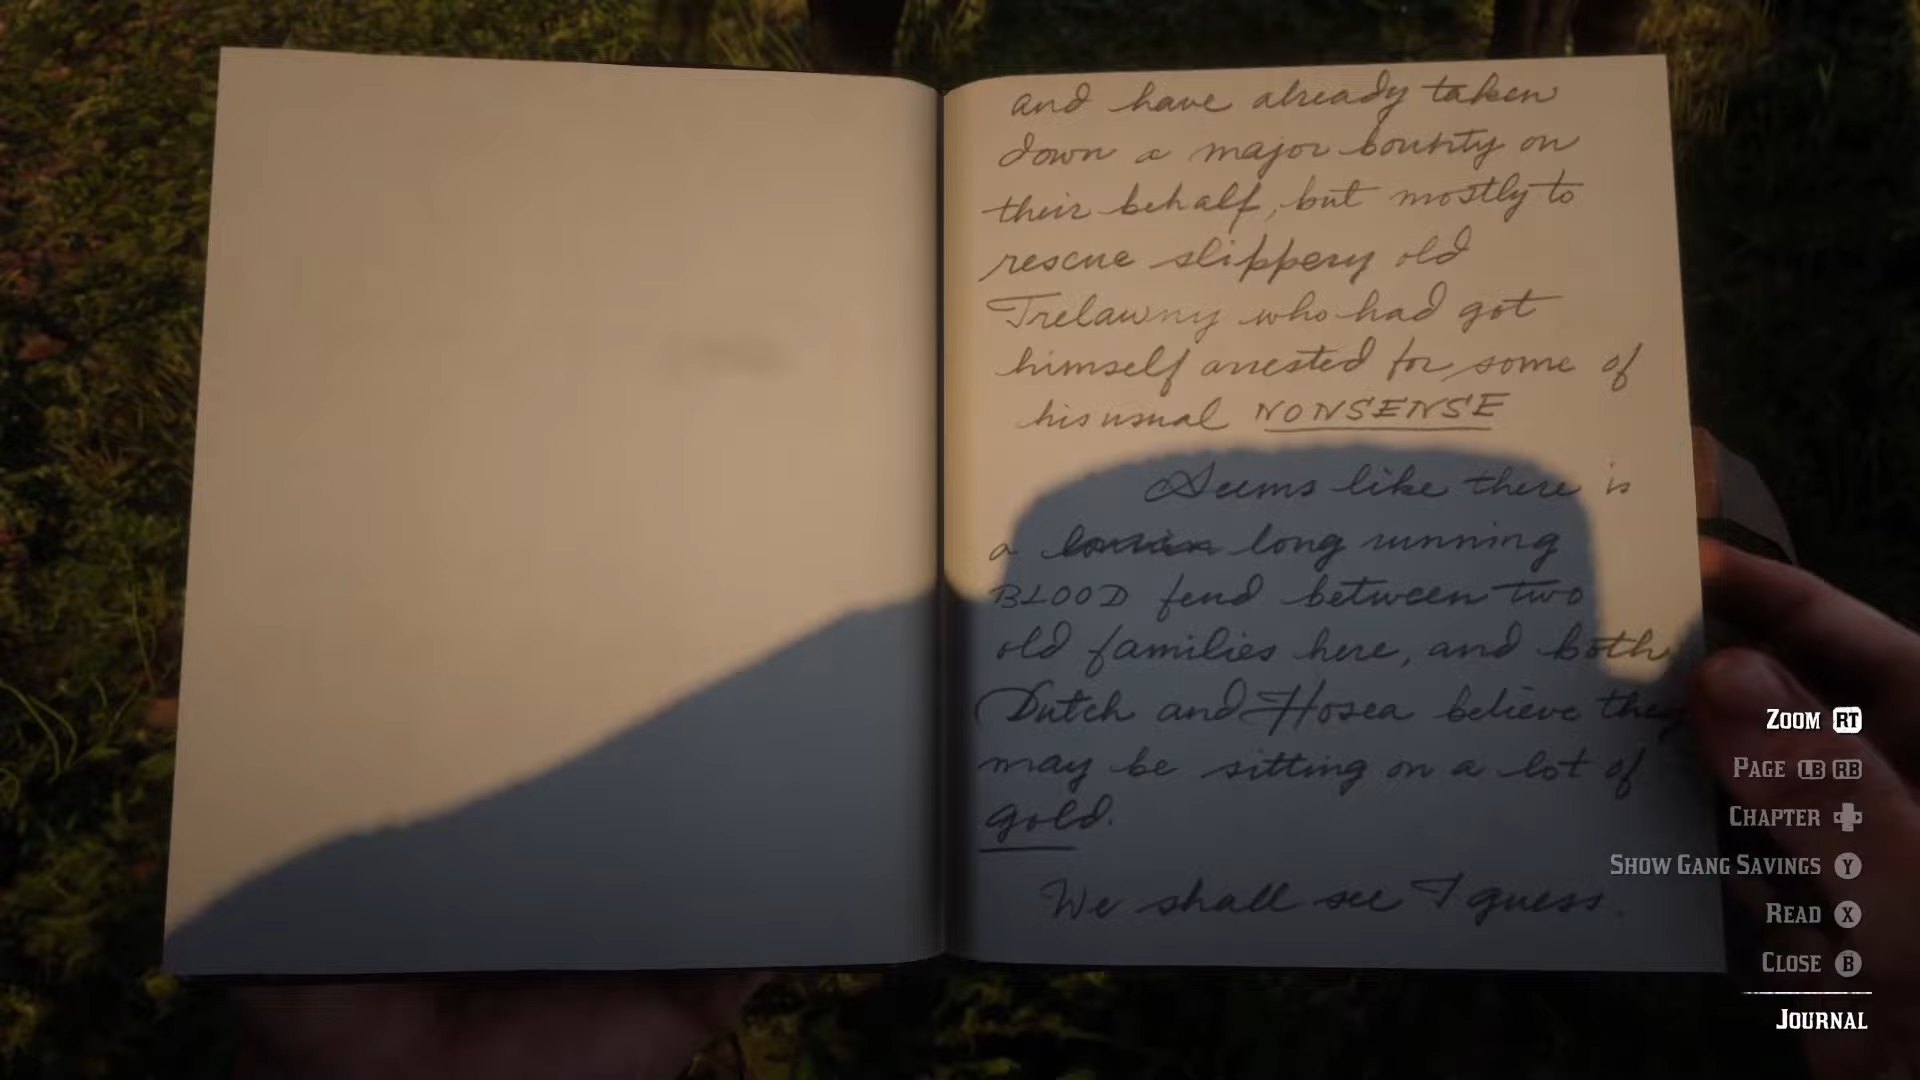 and have already taken
down a major bounty on
their behalf, but mostly to
rescue slippery old
Trelawny who had got
himself arrested for some of
his usual NONSENSE
Seems like there is
a long running
BLOOD feud between two
old families here, and both
Dutch and Hosea believe they
may be sitting on a lot of
gold.
We shall see I guess.
ZOOM RT
PAGE LB RB
CHAPTER
SHOW GANG SAVINGS Y
READ X
CLOSE B
JOURNAL